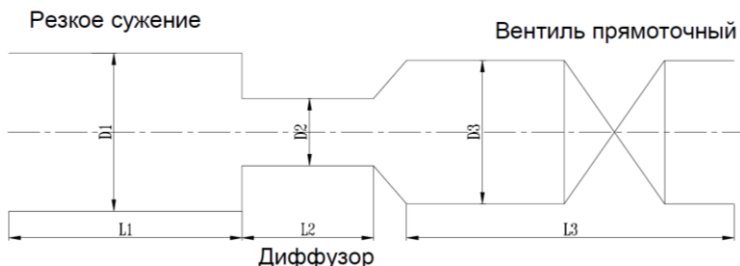 Резкое сужение
Вентиль прямоточный
D1
D2
D3
L1
L2
L3
Диффузор